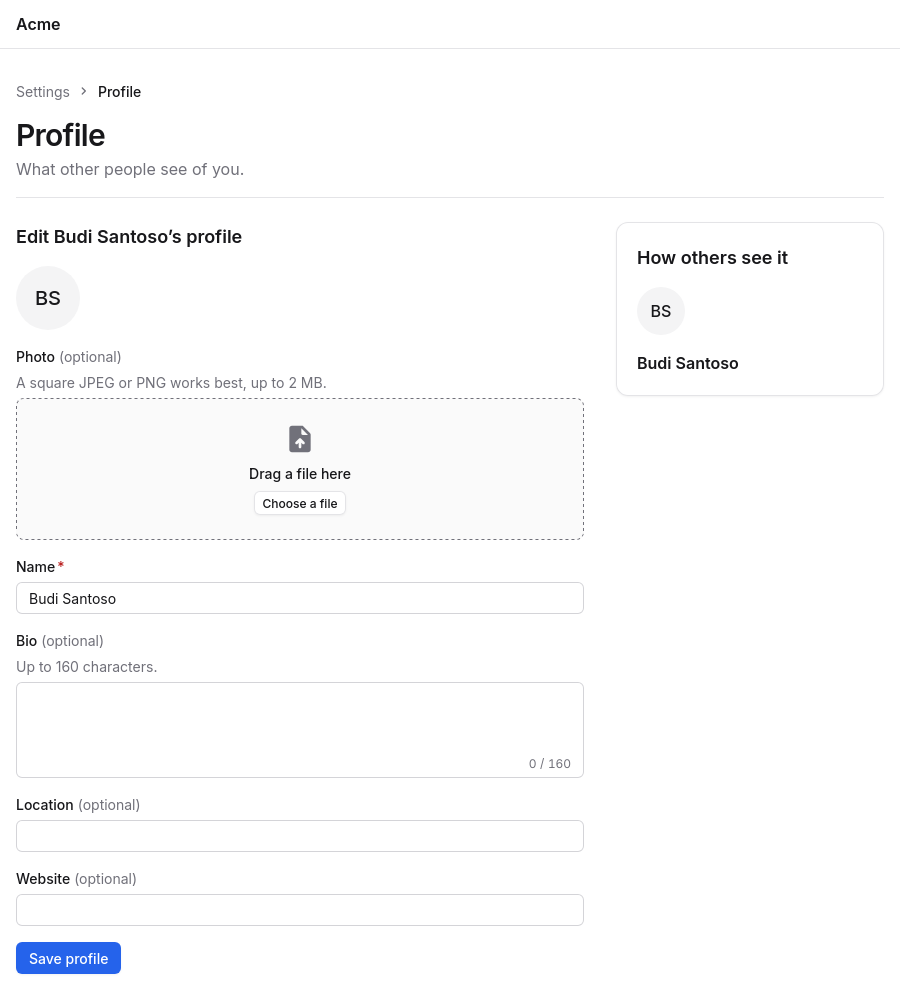 Acme
Settings
Profile
Profile
What other people see of you.
Edit Budi Santoso’s profile
BS
Photo (optional)
A square JPEG or PNG works best, up to 2 MB.
Drag a file here
Choose a file
Name*
Budi Santoso
Bio (optional)
Up to 160 characters.
0 / 160
Location (optional)
Website (optional)
Save profile
How others see it
BS
Budi Santoso